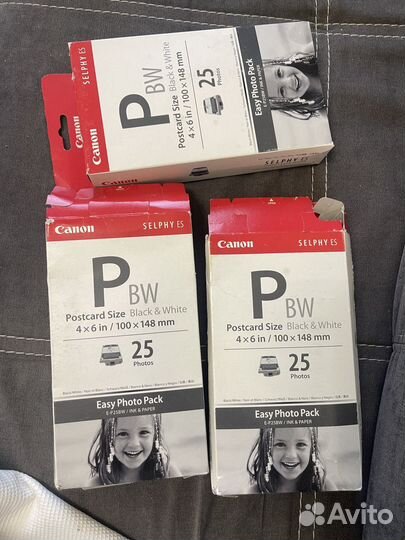 SELPHY ES
Canon
P BW
Postcard Size Black & White
4 x 6 in / 100 x 148 mm
25
Photos
Easy Photo Pack
Canon SELPHY ES
P BW
Postcard Size Black & White
4 x 6 in / 100 x 148 mm
25
Photos
Easy Photo Pack
E-P25BW / INK & PAPER
Canon SELPHY ES
P BW
Postcard Size Black & White
4 x 6 in / 100 x 148 mm
25
Photos
Easy Photo Pack
E-P25BW / INK & PAPER
Avito